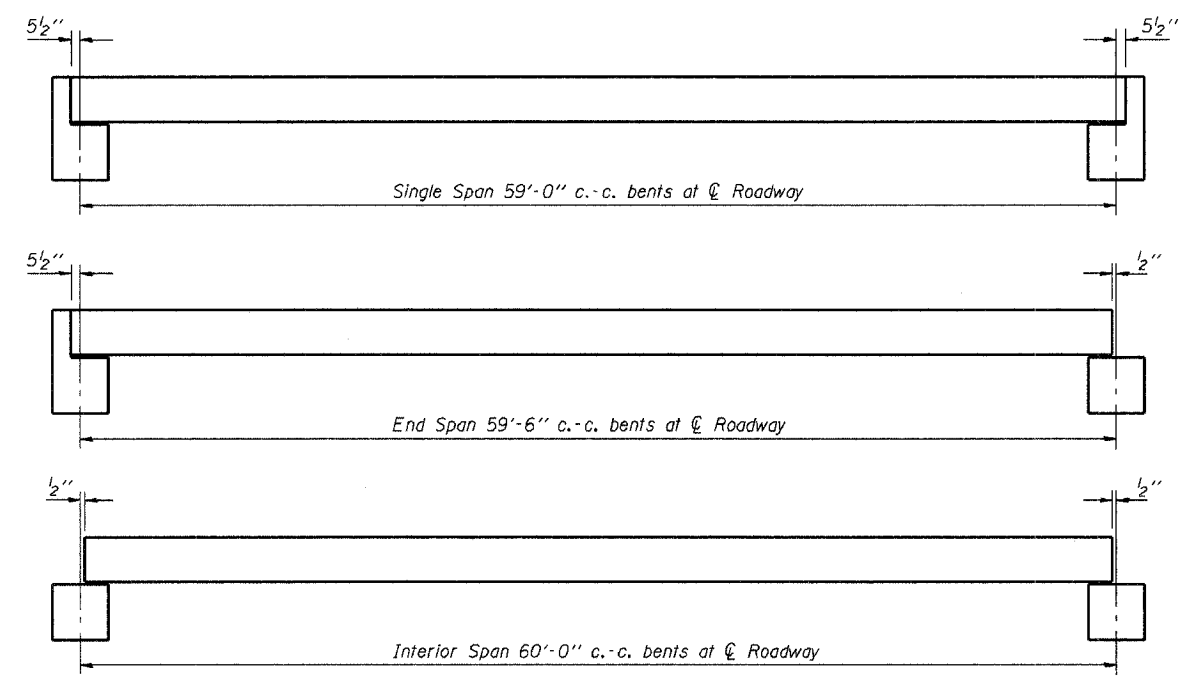 5½" 5½"
Single Span 59'-0" c.-c. bents at ℄ Roadway
5½" ½"
End Span 59'-6" c.-c. bents at ℄ Roadway
½" ½"
Interior Span 60'-0" c.-c. bents at ℄ Roadway